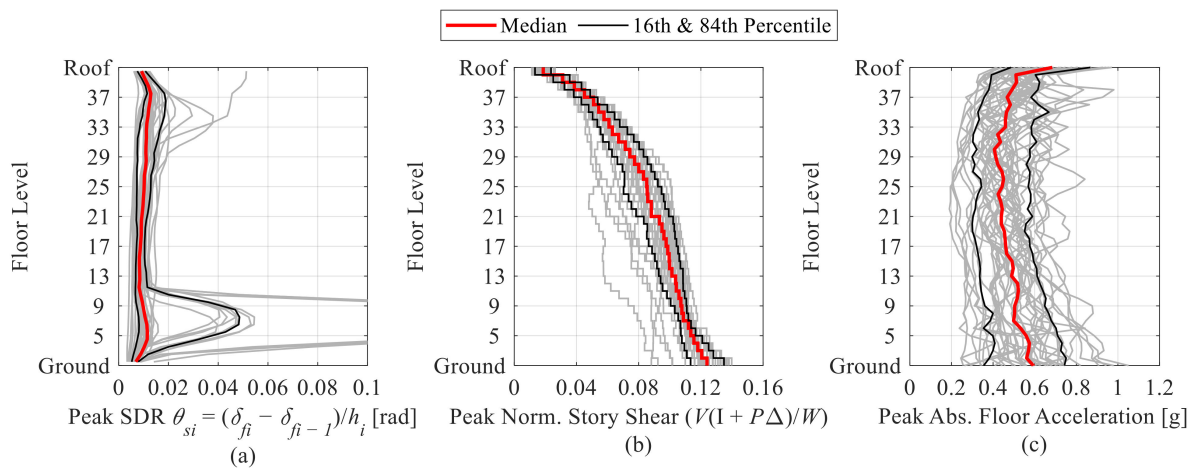 Median 16th & 84th Percentile
Roof
37
33
29
25
21
17
13
9
5
Ground
Floor Level
0 0.02 0.04 0.06 0.08 0.1
Peak SDR θsi = (δfi − δfi − 1)/hi [rad]
(a)
Roof
37
33
29
25
21
17
13
9
5
Ground
Floor Level
0 0.04 0.08 0.12 0.16
Peak Norm. Story Shear (V(I + PΔ)/W)
(b)
Roof
37
33
29
25
21
17
13
9
5
Ground
Floor Level
0 0.2 0.4 0.6 0.8 1 1.2
Peak Abs. Floor Acceleration [g]
(c)